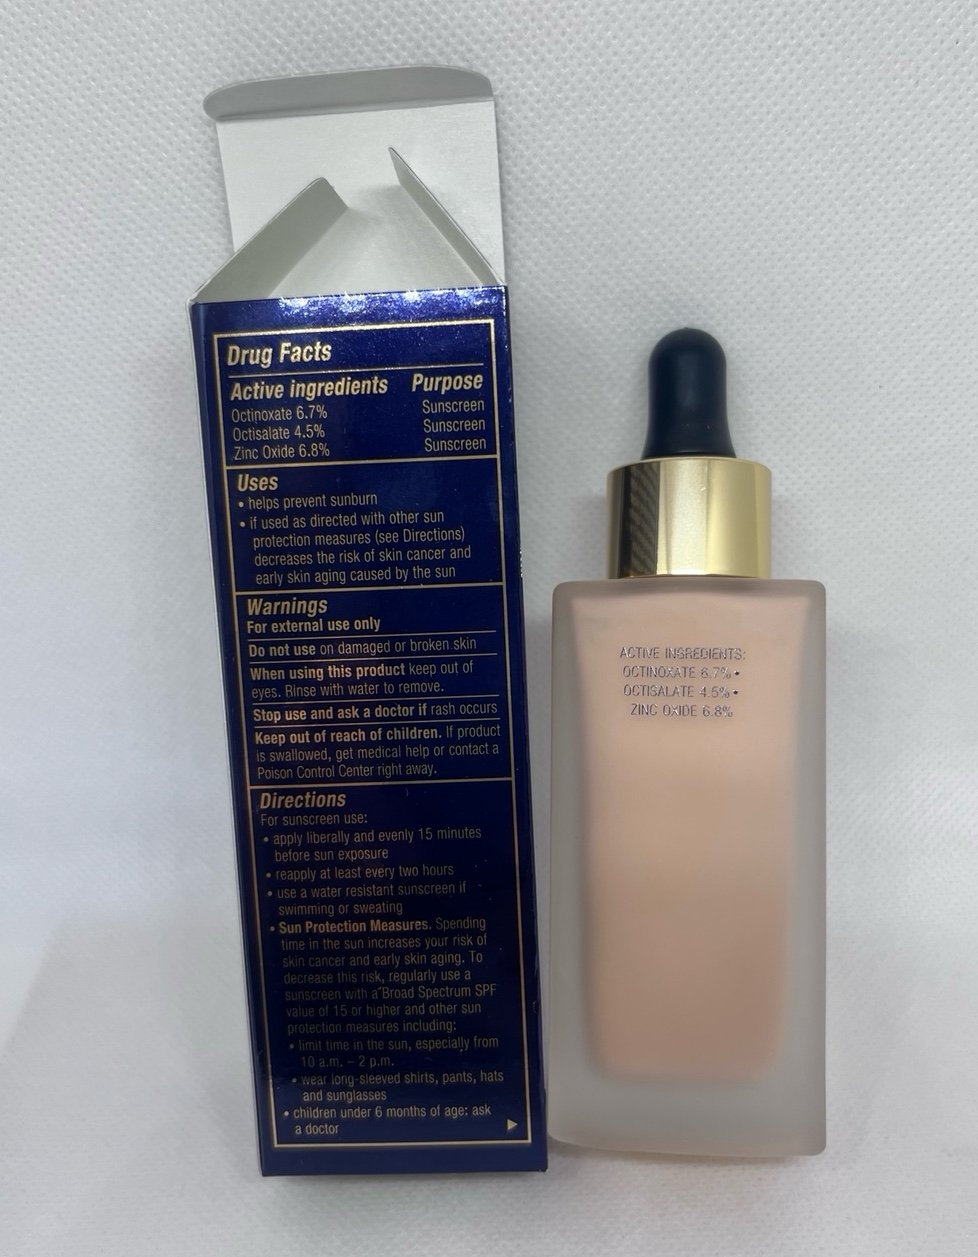 Drug Facts
Active ingredients Purpose
Octinoxate 6.7% Sunscreen
Octisalate 4.5% Sunscreen
Zinc Oxide 6.8% Sunscreen
Uses
• helps prevent sunburn
• if used as directed with other sun
protection measures (see Directions)
decreases the risk of skin cancer and
early skin aging caused by the sun
Warnings
For external use only
Do not use on damaged or broken skin
When using this product keep out of
eyes. Rinse with water to remove.
Stop use and ask a doctor if rash occurs
Keep out of reach of children. If product
is swallowed, get medical help or contact a
Poison Control Center right away.
Directions
For sunscreen use:
• apply liberally and evenly 15 minutes
before sun exposure
• reapply at least every two hours
• use a water resistant sunscreen if
swimming or sweating
• Sun Protection Measures. Spending
time in the sun increases your risk of
skin cancer and early skin aging. To
decrease this risk, regularly use a
sunscreen with a Broad Spectrum SPF
value of 15 or higher and other sun
protection measures including:
• limit time in the sun, especially from
10 a.m. – 2 p.m.
• wear long-sleeved shirts, pants, hats
and sunglasses
• children under 6 months of age: ask
a doctor
ACTIVE INGREDIENTS:
OCTINOXATE 6.7% •
OCTISALATE 4.5% •
ZINC OXIDE 6.8%